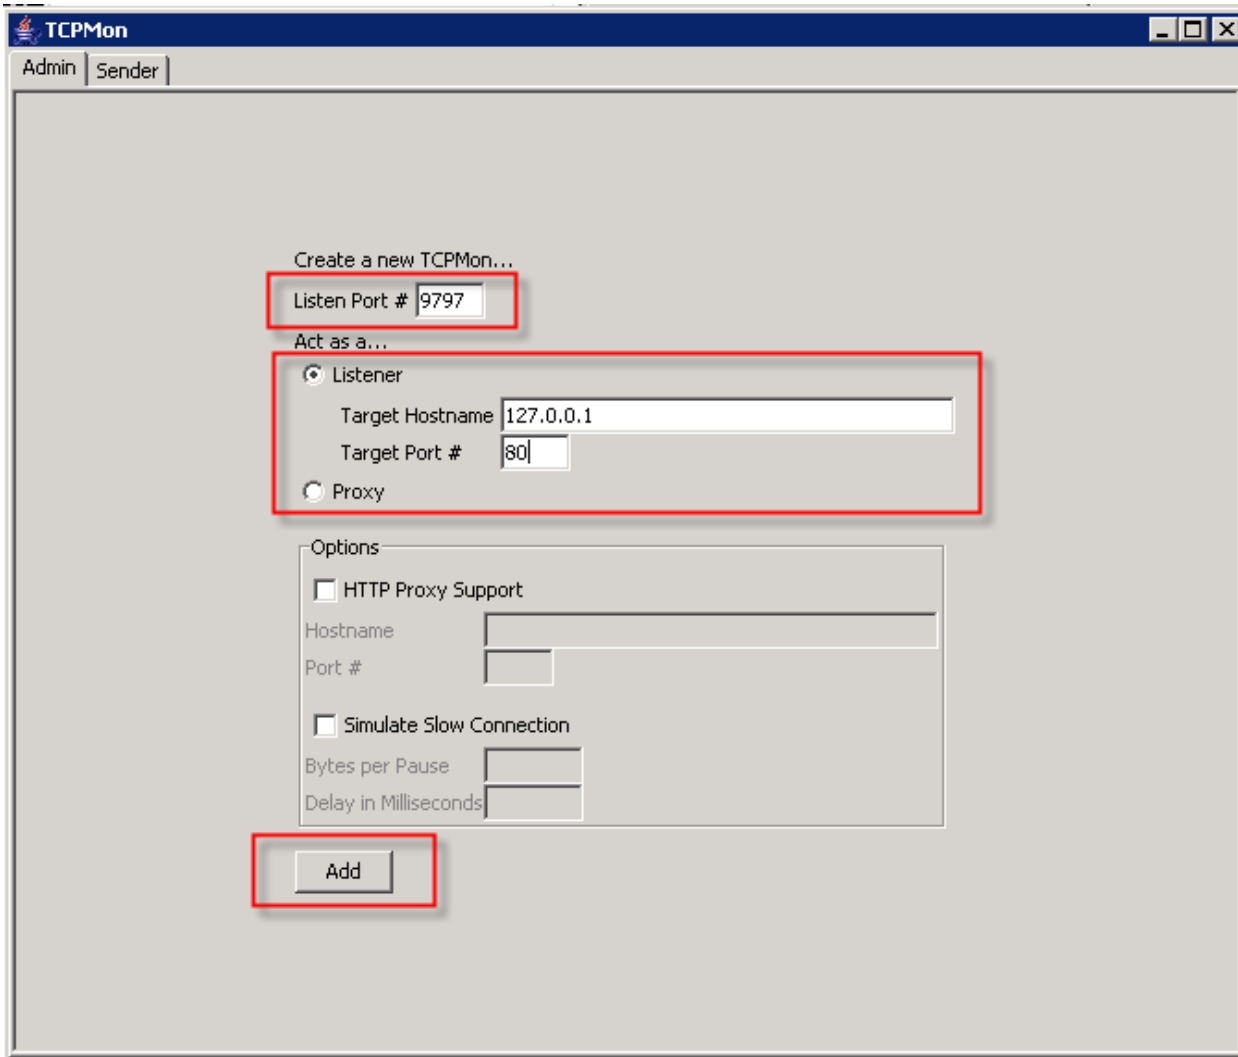 TCPMon
Admin Sender
Create a new TCPMon...
Listen Port # 9797
Act as a...
Listener
Target Hostname 127.0.0.1
Target Port # 80
Proxy
Options
HTTP Proxy Support
Hostname
Port #
Simulate Slow Connection
Bytes per Pause
Delay in Milliseconds
Add